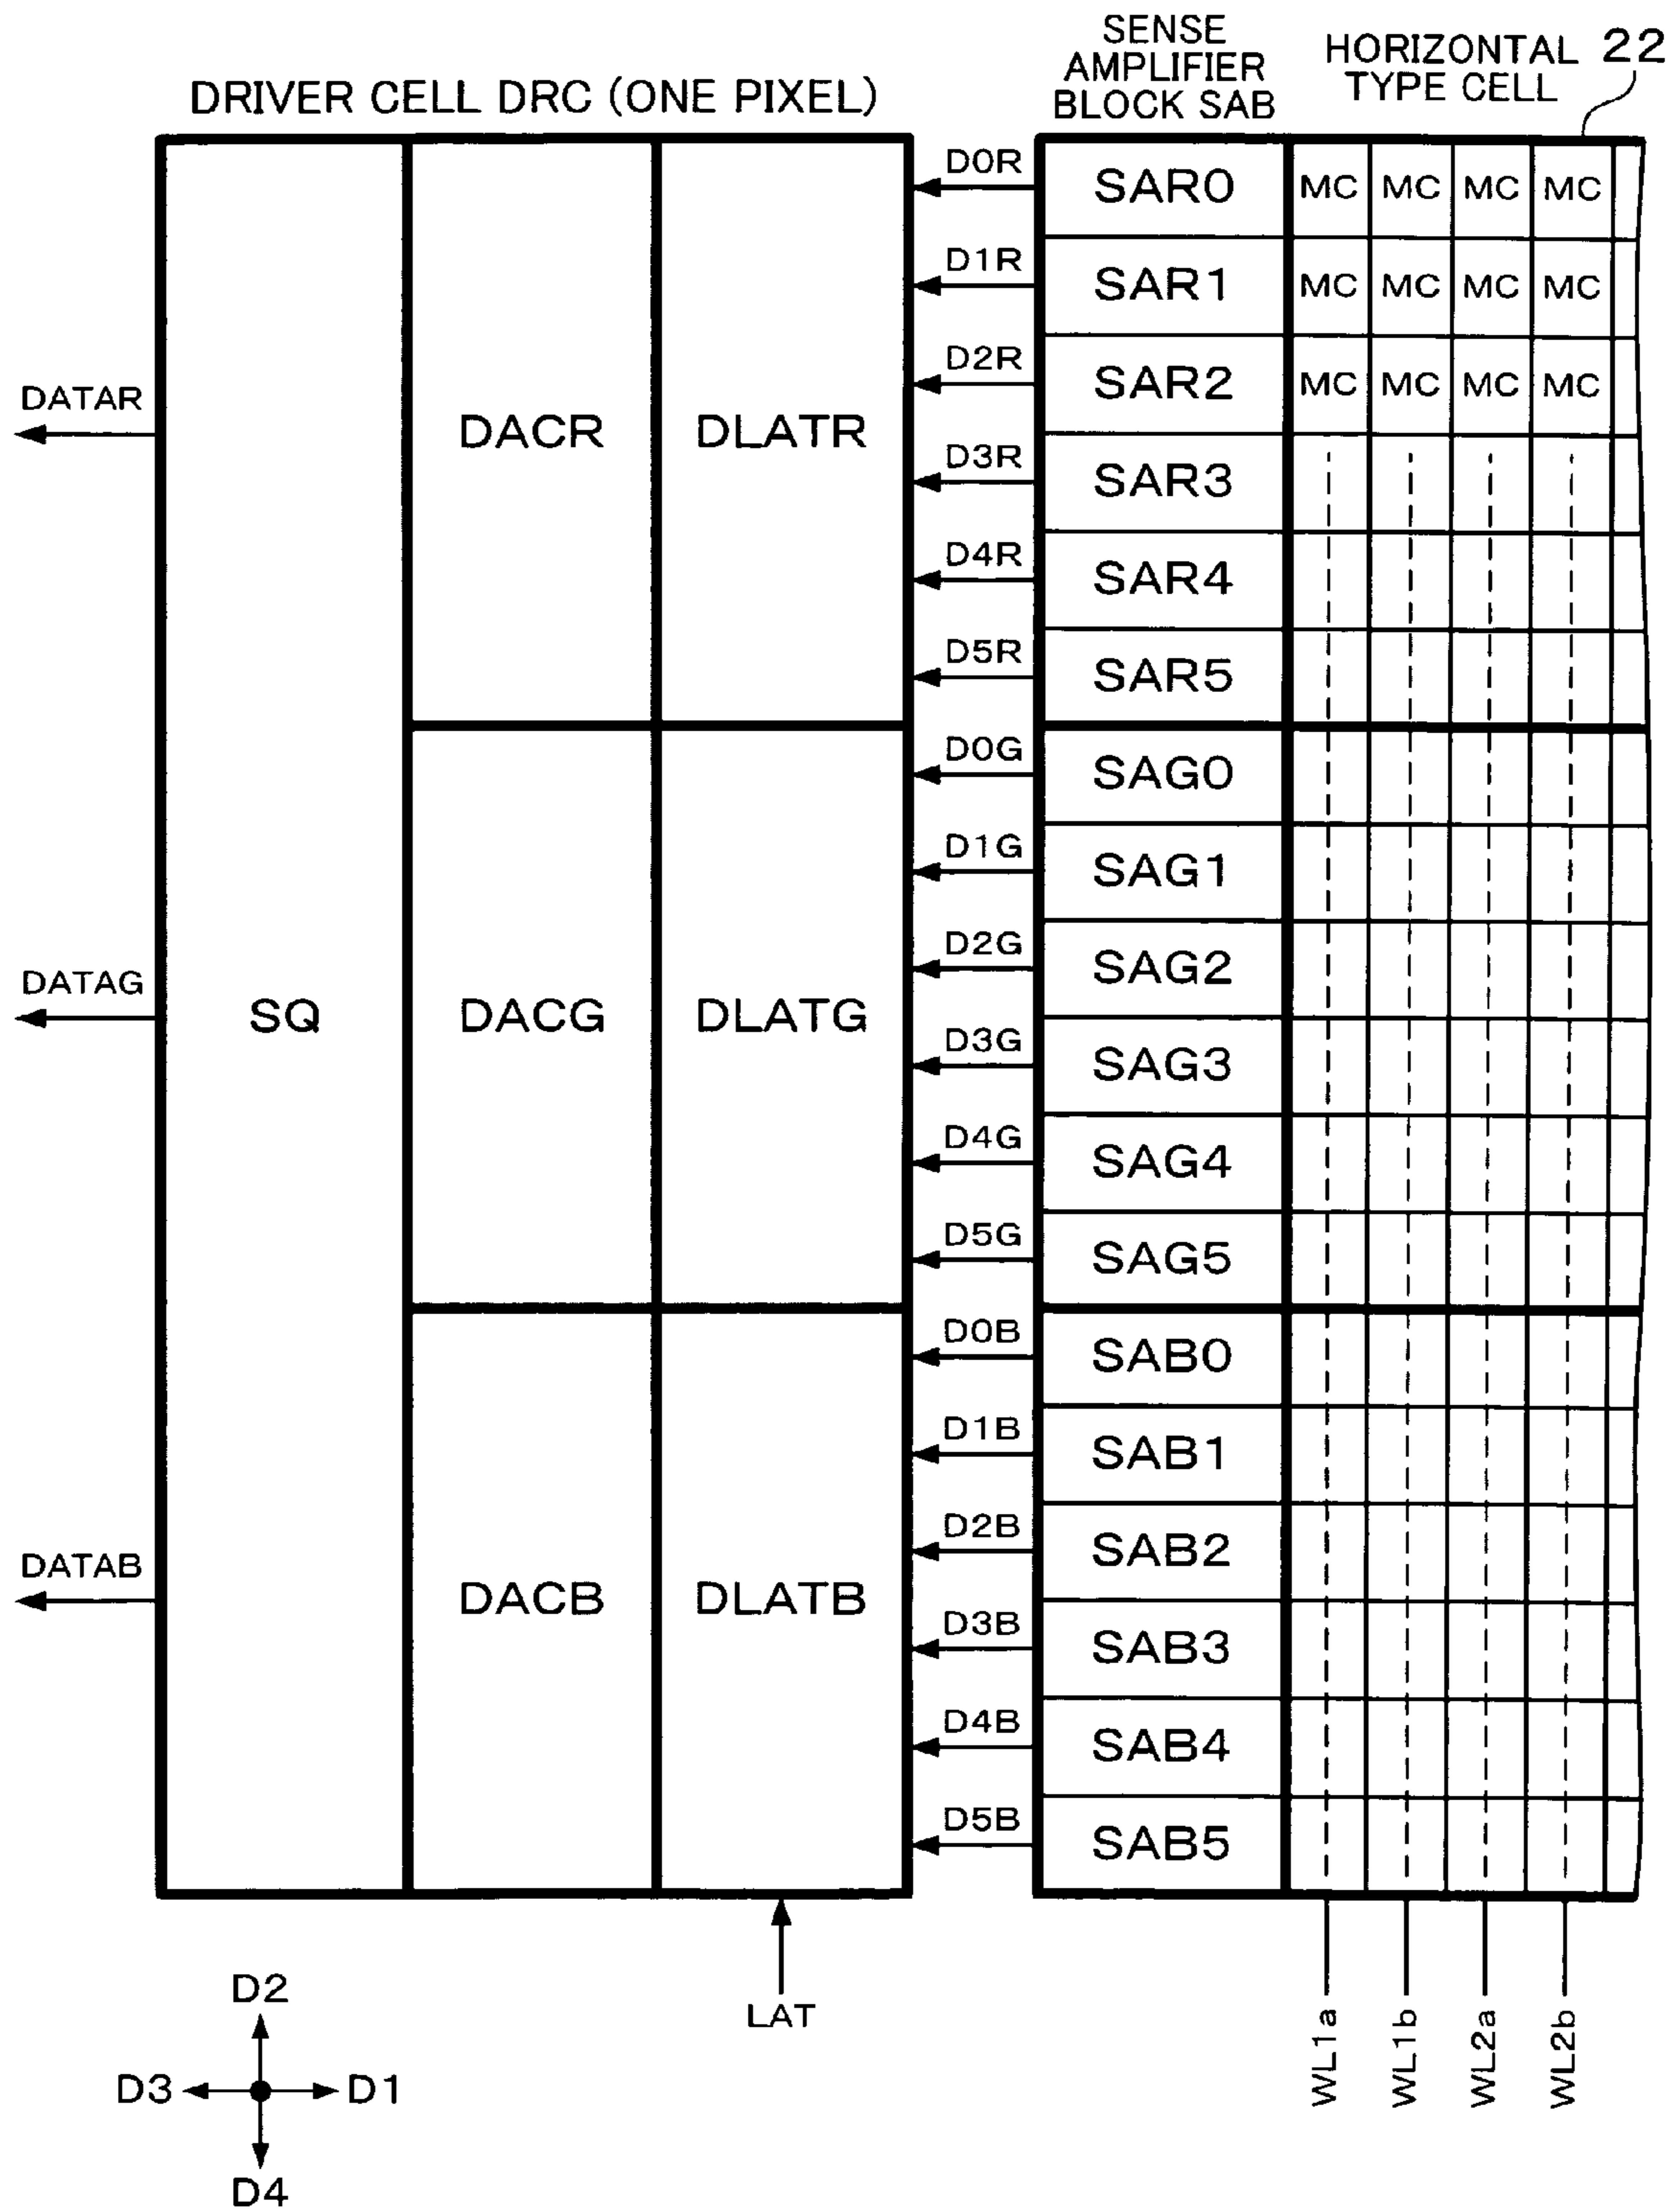 DRIVER CELL DRC (ONE PIXEL)
SENSE
AMPLIFIER
BLOCK SAB
HORIZONTAL
TYPE CELL
22
D0R
SAR0
MC MC MC MC
D1R
SAR1
MC MC MC MC
D2R
SAR2
MC MC MC MC
DATAR
DACR
DLATR
D3R
SAR3
D4R
SAR4
D5R
SAR5
D0G
SAG0
D1G
SAG1
D2G
SAG2
DATAG
SQ
DACG
DLATG
D3G
SAG3
D4G
SAG4
D5G
SAG5
D0B
SAB0
D1B
SAB1
D2B
SAB2
DATAB
DACB
DLATB
D3B
SAB3
D4B
SAB4
D5B
SAB5
LAT
WL1a
WL1b
WL2a
WL2b
D2
D3
D1
D4